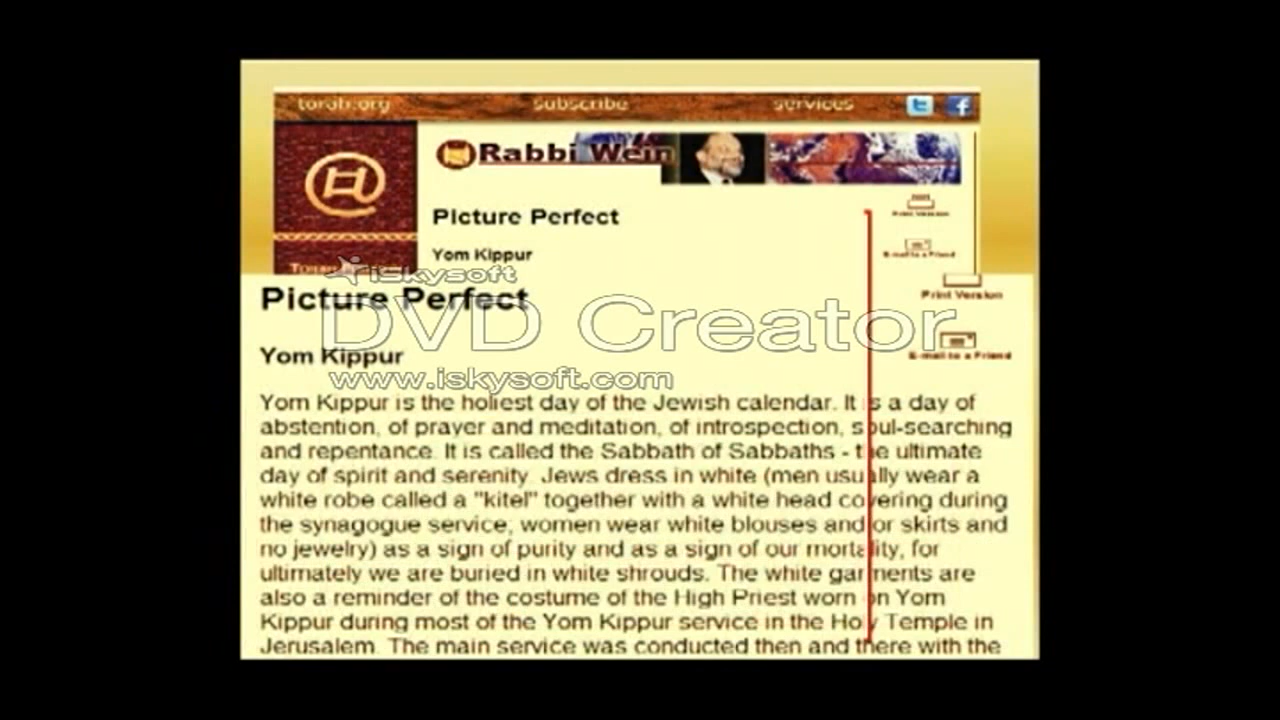 torah.org subscribe services
Rabbi Wein
Print Version
Picture Perfect
E-mail to a Friend
Yom Kippur
iskysoft
Print Version
Picture Perfect
DVD Creator
E-mail to a Friend
Yom Kippur
www.iskysoft.com
Yom Kippur is the holiest day of the Jewish calendar. It is a day of
abstention, of prayer and meditation, of introspection, soul-searching
and repentance. It is called the Sabbath of Sabbaths - the ultimate
day of spirit and serenity. Jews dress in white (men usually wear a
white robe called a "kitel" together with a white head covering during
the synagogue service; women wear white blouses and/or skirts and
no jewelry) as a sign of purity and as a sign of our mortality, for
ultimately we are buried in white shrouds. The white garments are
also a reminder of the costume of the High Priest worn on Yom
Kippur during most of the Yom Kippur service in the Holy Temple in
Jerusalem. The main service was conducted then and there with the